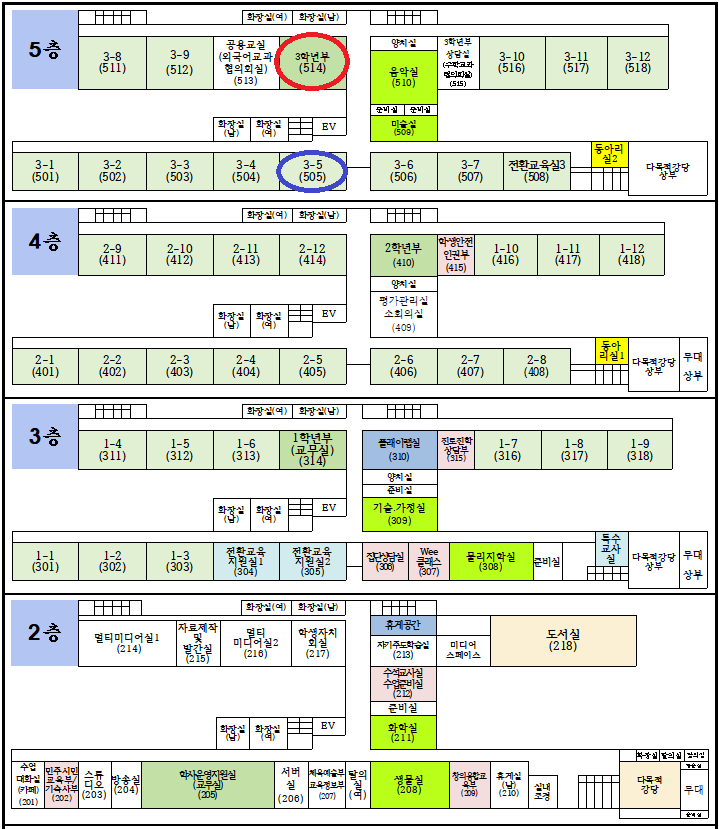 5층
화장실(여) 화장실(남)
3-8
(511)
3-9
(512)
공용교실
(외국어교과
협의회실)
(513)
3학년부
(514)
양치실
음악실
(510)
준비실 준비실
미술실
(509)
3학년부
상담실
(수학교과
협의회실)
(515)
3-10
(516)
3-11
(517)
3-12
(518)
화장실
(남)
화장실
(여)
EV
3-1
(501)
3-2
(502)
3-3
(503)
3-4
(504)
3-5
(505)
3-6
(506)
3-7
(507)
전환교육실3
(508)
동아리
실2
다목적강당
상부
4층
화장실(여) 화장실(남)
2-9
(411)
2-10
(412)
2-11
(413)
2-12
(414)
2학년부
(410)
양치실
평가관리실
소회의실
(409)
학생안전
인권부
(415)
1-10
(416)
1-11
(417)
1-12
(418)
화장실
(남)
화장실
(여)
EV
2-1
(401)
2-2
(402)
2-3
(403)
2-4
(404)
2-5
(405)
2-6
(406)
2-7
(407)
2-8
(408)
동아
리실1
다목적강당
상부
무대
상부
3층
화장실(여) 화장실(남)
1-4
(311)
1-5
(312)
1-6
(313)
1학년부
(교무실)
(314)
플레이랩실
(310)
양치실
준비실
기술.가정실
(309)
진로진학
상담부
(315)
1-7
(316)
1-8
(317)
1-9
(318)
화장실
(남)
화장실
(여)
EV
1-1
(301)
1-2
(302)
1-3
(303)
전환교육
지원실1
(304)
전환교육
지원실2
(305)
집단상담실
(306)
Wee
클래스
(307)
물리지학실
(308)
준비실
특수
교사
실
다목적강당
상부
무대
상부
2층
화장실(여) 화장실(남)
멀티미디어실1
(214)
자료제작
및
발간실
(215)
멀티
미디어실2
(216)
학생자치
회실
(217)
휴게공간
자기주도학습실
(213)
수석교사실
수업준비실
(212)
준비실
화학실
(211)
미디어
스페이스
도서실
(218)
화장실
(남)
화장실
(여)
EV
수업
대화실
(카페)
(201)
민주시민
교육부/
기숙사부
(202)
스튜
디오
(203)
방송실
(204)
학사운영지원실
(교무실)
(205)
서버
실
(206)
체육예술부
교육정보부
(207)
탈의
실
(여)
생물실
(208)
창의융합교
육부
(209)
휴게실
(남)
(210)
실내
조경
화장실 탈의실
다목적
강당
무대